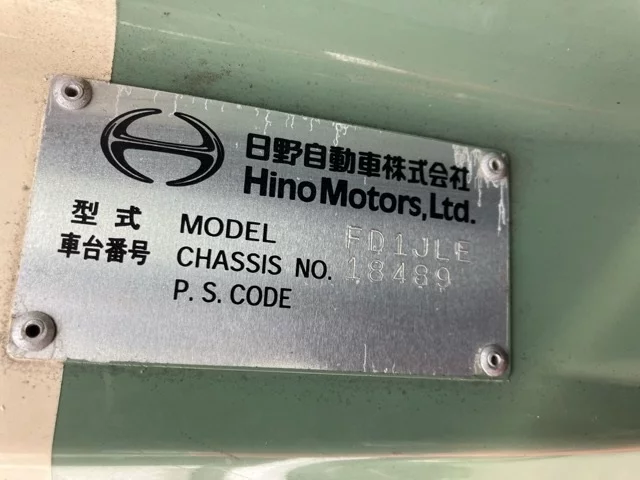 日野自動車株式会社
Hino Motors, Ltd.
型式 MODEL FD1JLE
車台番号 CHASSIS NO. 18489
P. S. CODE